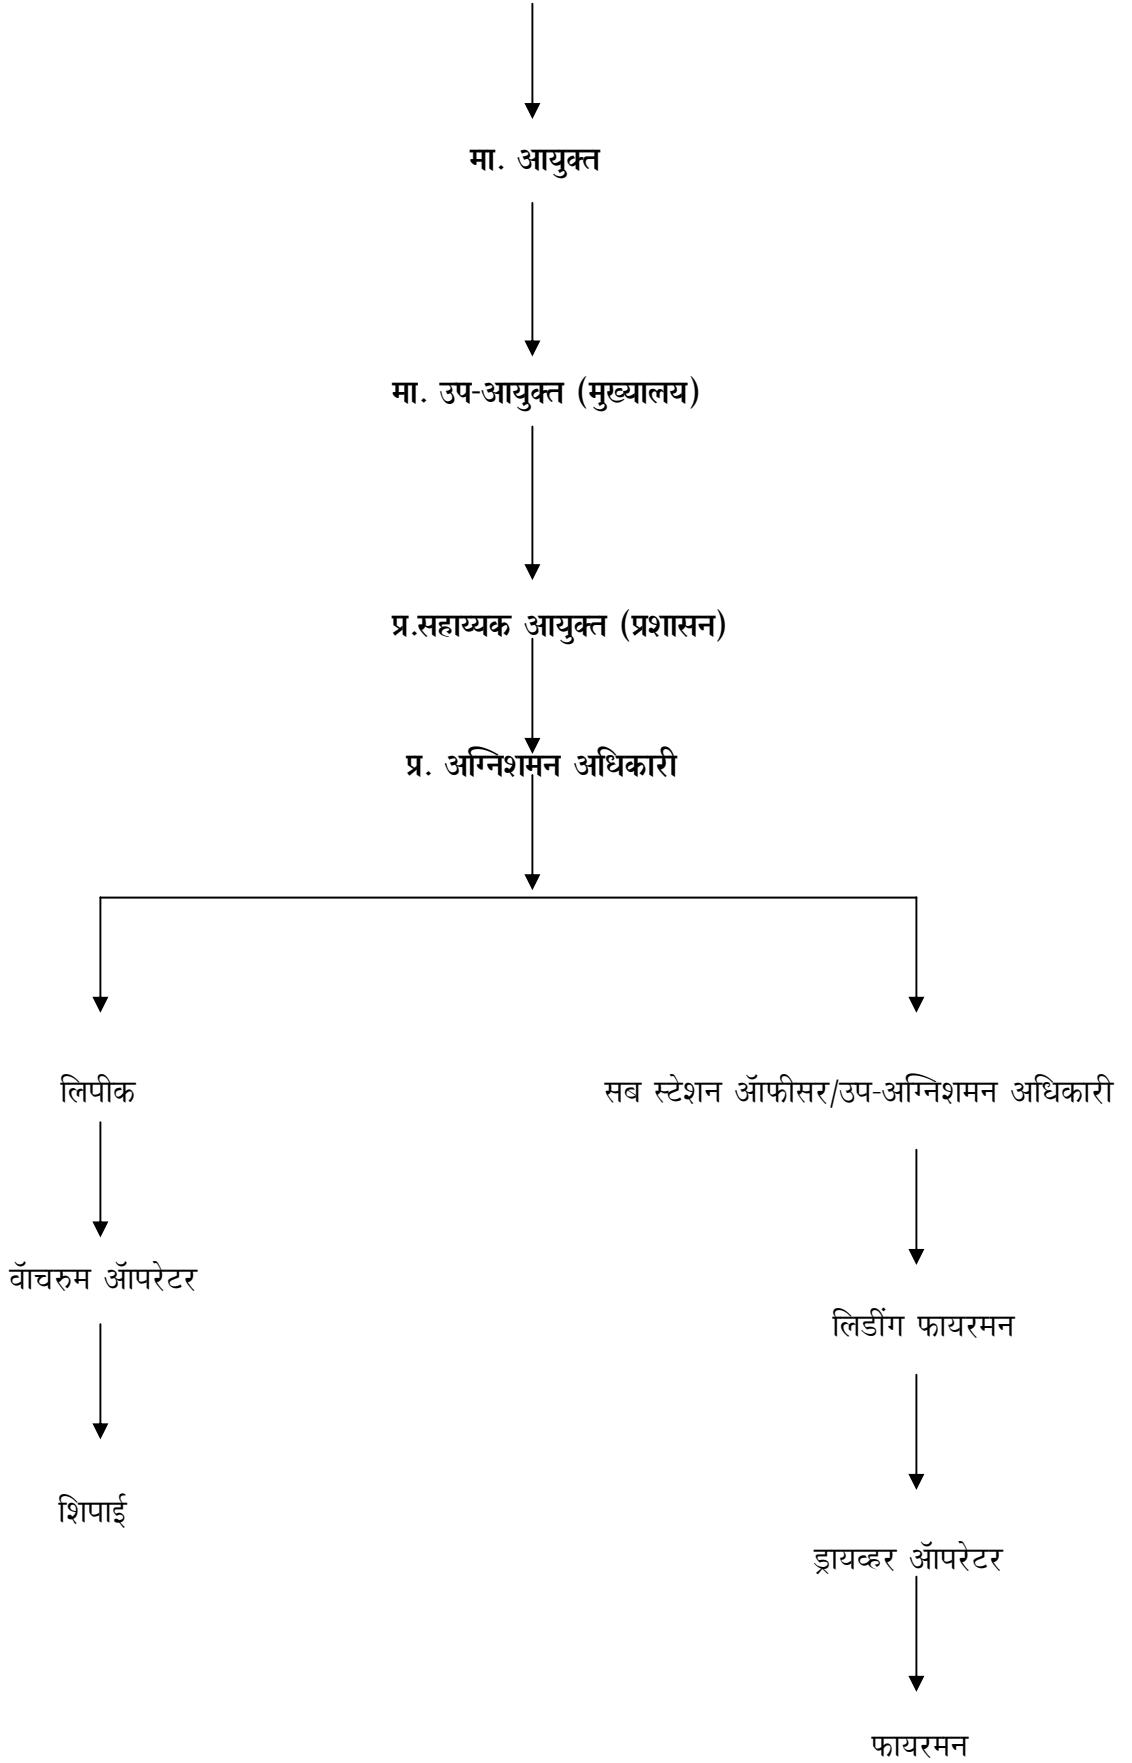 मा. आयुक्त
मा. उप-आयुक्त (मुख्यालय)
प्र.सहाय्यक आयुक्त (प्रशासन)
प्र. अग्निशमन अधिकारी
लिपीक
सब स्टेशन ऑफीसर/उप-अग्निशमन अधिकारी
वॉचरुम ऑपरेटर
लिडींग फायरमन
शिपाई
ड्रायव्हर ऑपरेटर
फायरमन